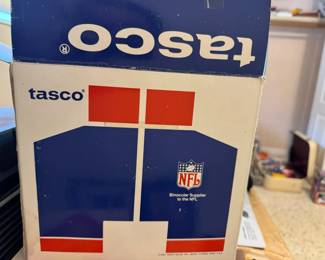 tasco®
tasco®
NFL
Binocular Supplier
to the NFL